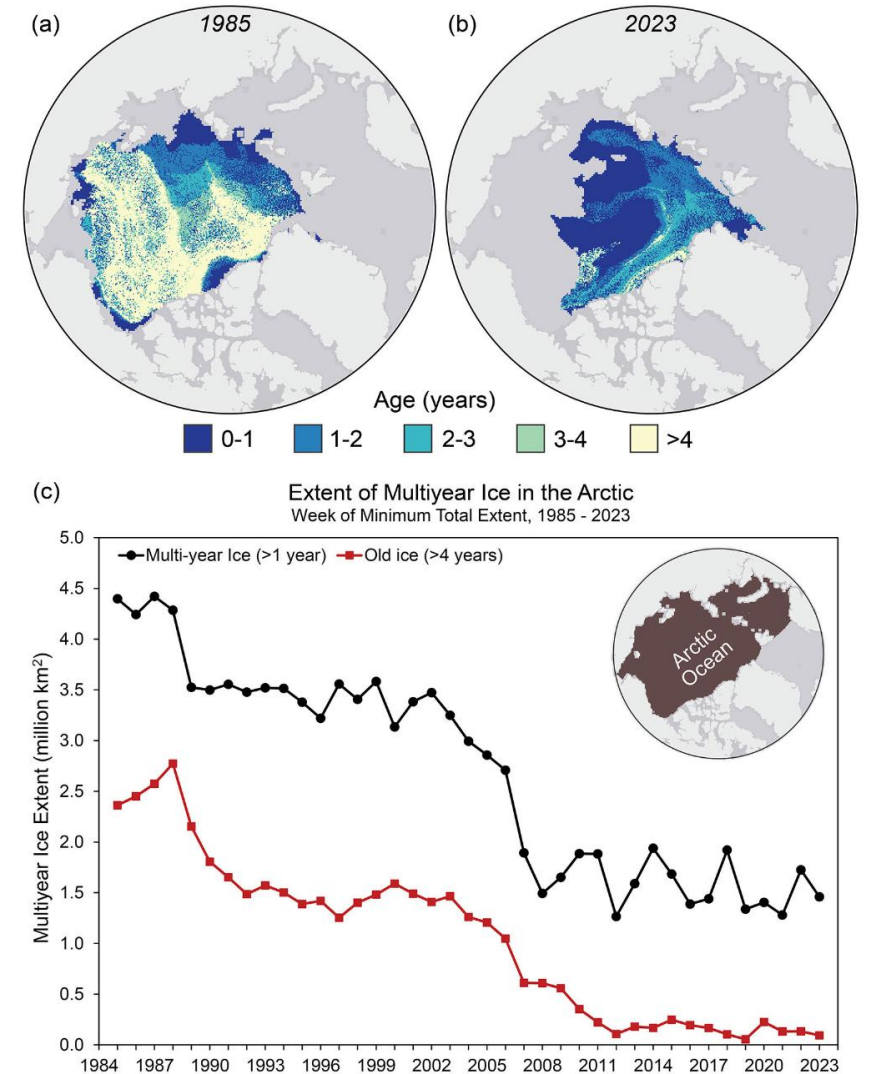 (a)
1985
(b)
2023
Age (years)
0-1
1-2
2-3
3-4
>4
(c)
Extent of Multiyear Ice in the Arctic
Week of Minimum Total Extent, 1985 - 2023
Multi-year Ice (>1 year)
Old ice (>4 years)
Arctic
Ocean
Multiyear Ice Extent (million km²)
5.0
4.5
4.0
3.5
3.0
2.5
2.0
1.5
1.0
0.5
0.0
1984 1987 1990 1993 1996 1999 2002 2005 2008 2011 2014 2017 2020 2023